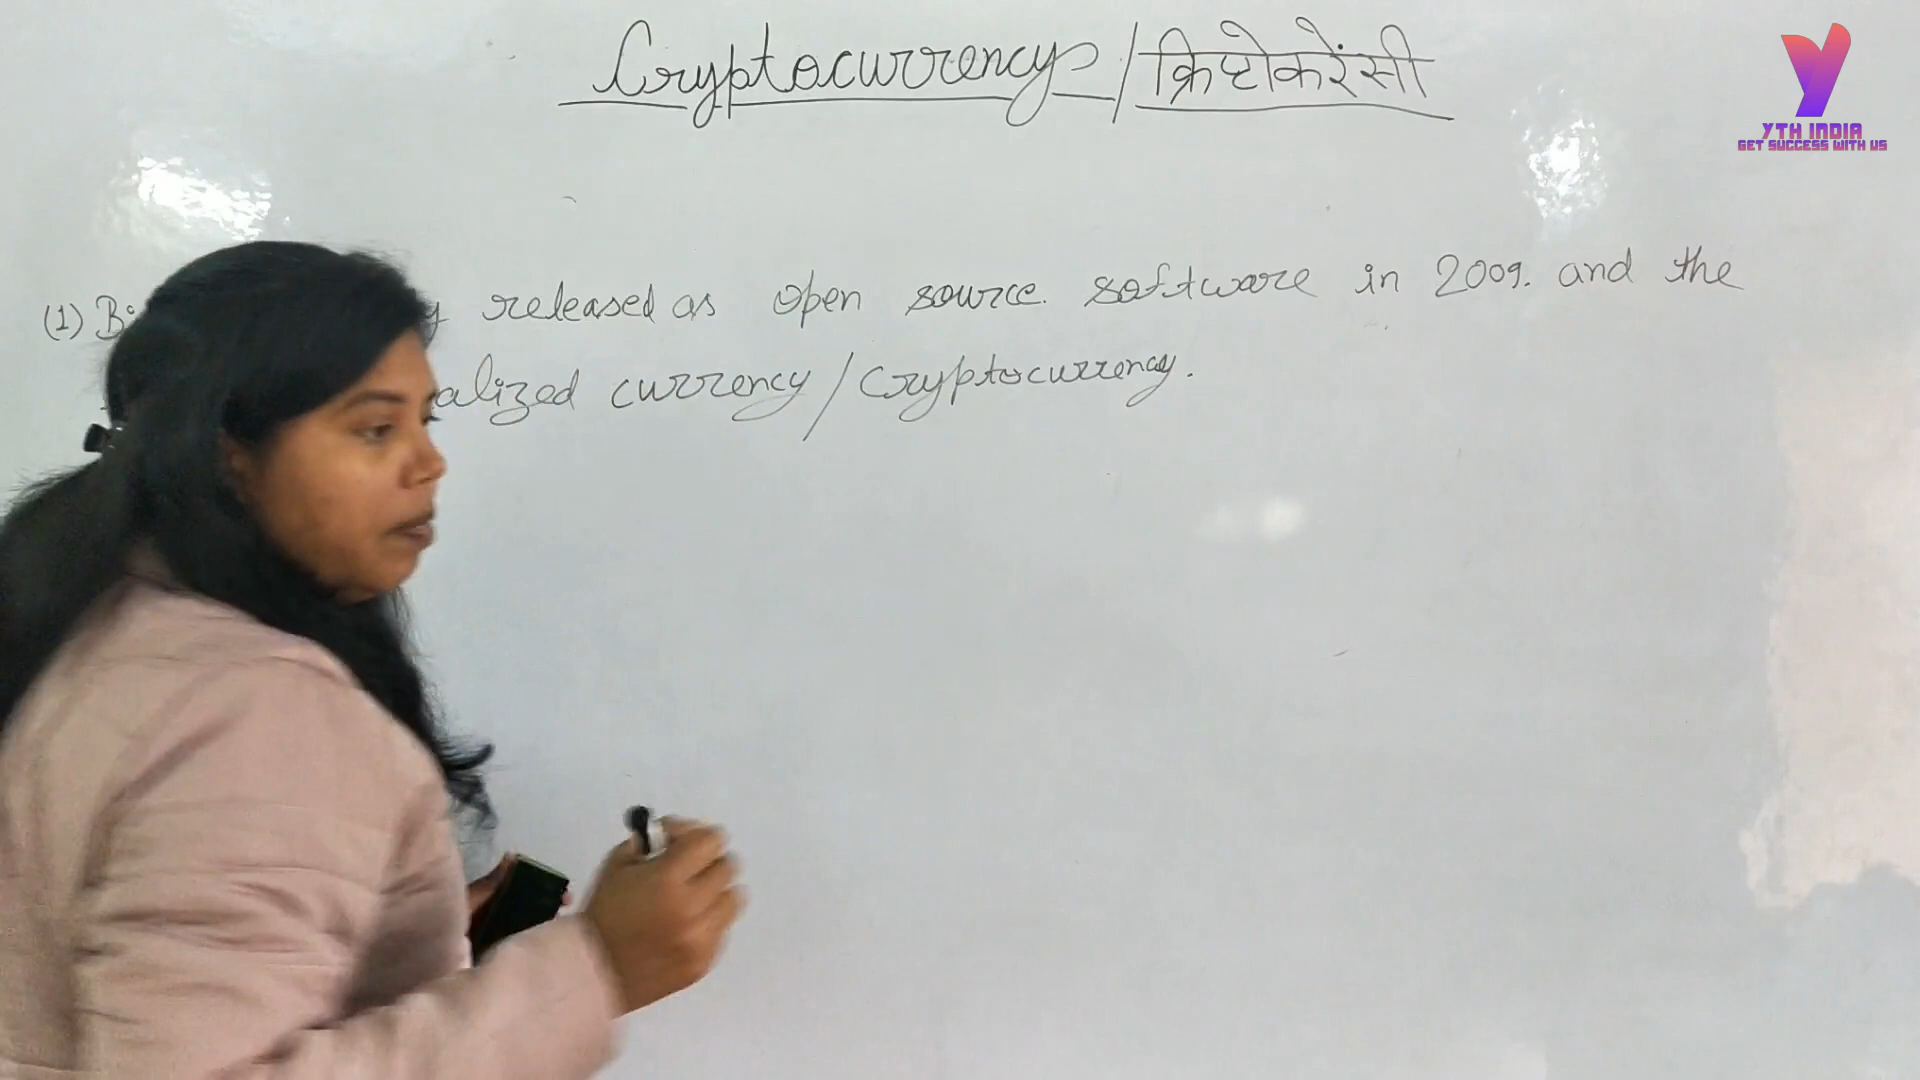 Cryptocurrency / क्रिप्टोकरेंसी
YTH INDIA
GET SUCCESS WITH US
(1) released as open source. software in 2009. and the
currency / Cryptocurrency.